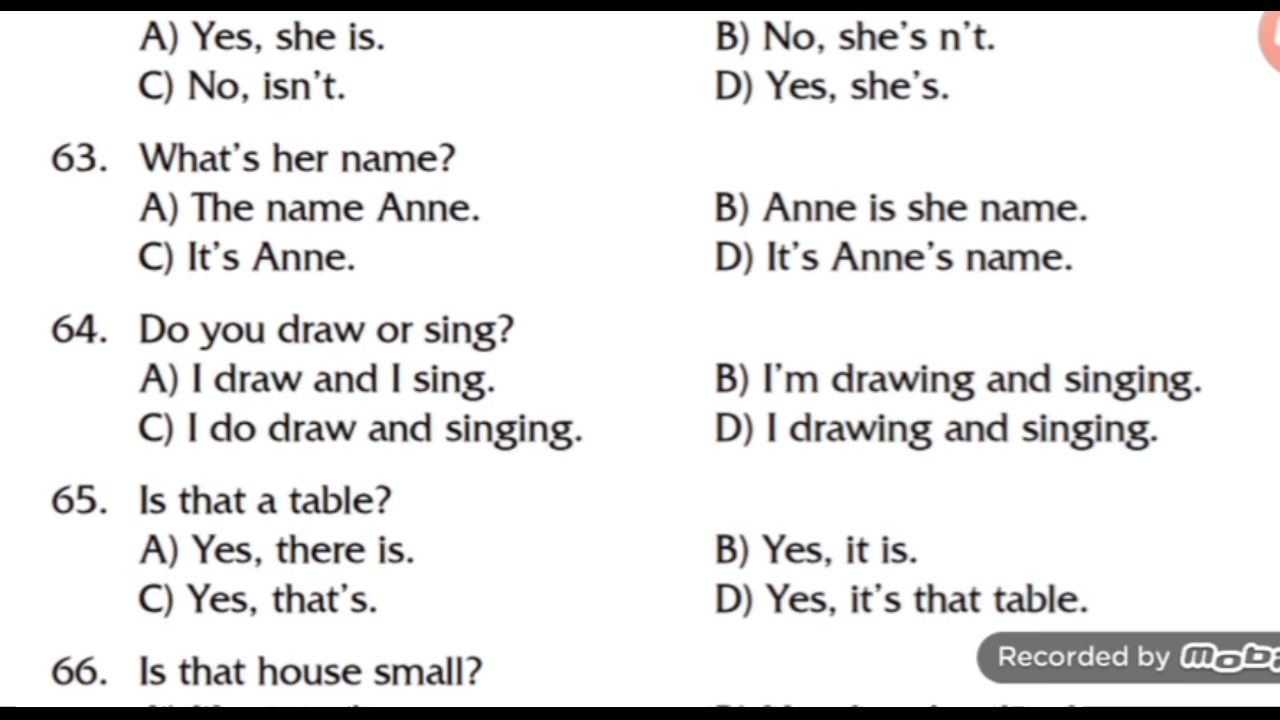 A) Yes, she is. B) No, she's n't.
C) No, isn't. D) Yes, she's.
63. What's her name?
A) The name Anne. B) Anne is she name.
C) It's Anne. D) It's Anne's name.
64. Do you draw or sing?
A) I draw and I sing. B) I'm drawing and singing.
C) I do draw and singing. D) I drawing and singing.
65. Is that a table?
A) Yes, there is. B) Yes, it is.
C) Yes, that's. D) Yes, it's that table.
66. Is that house small?
Recorded by